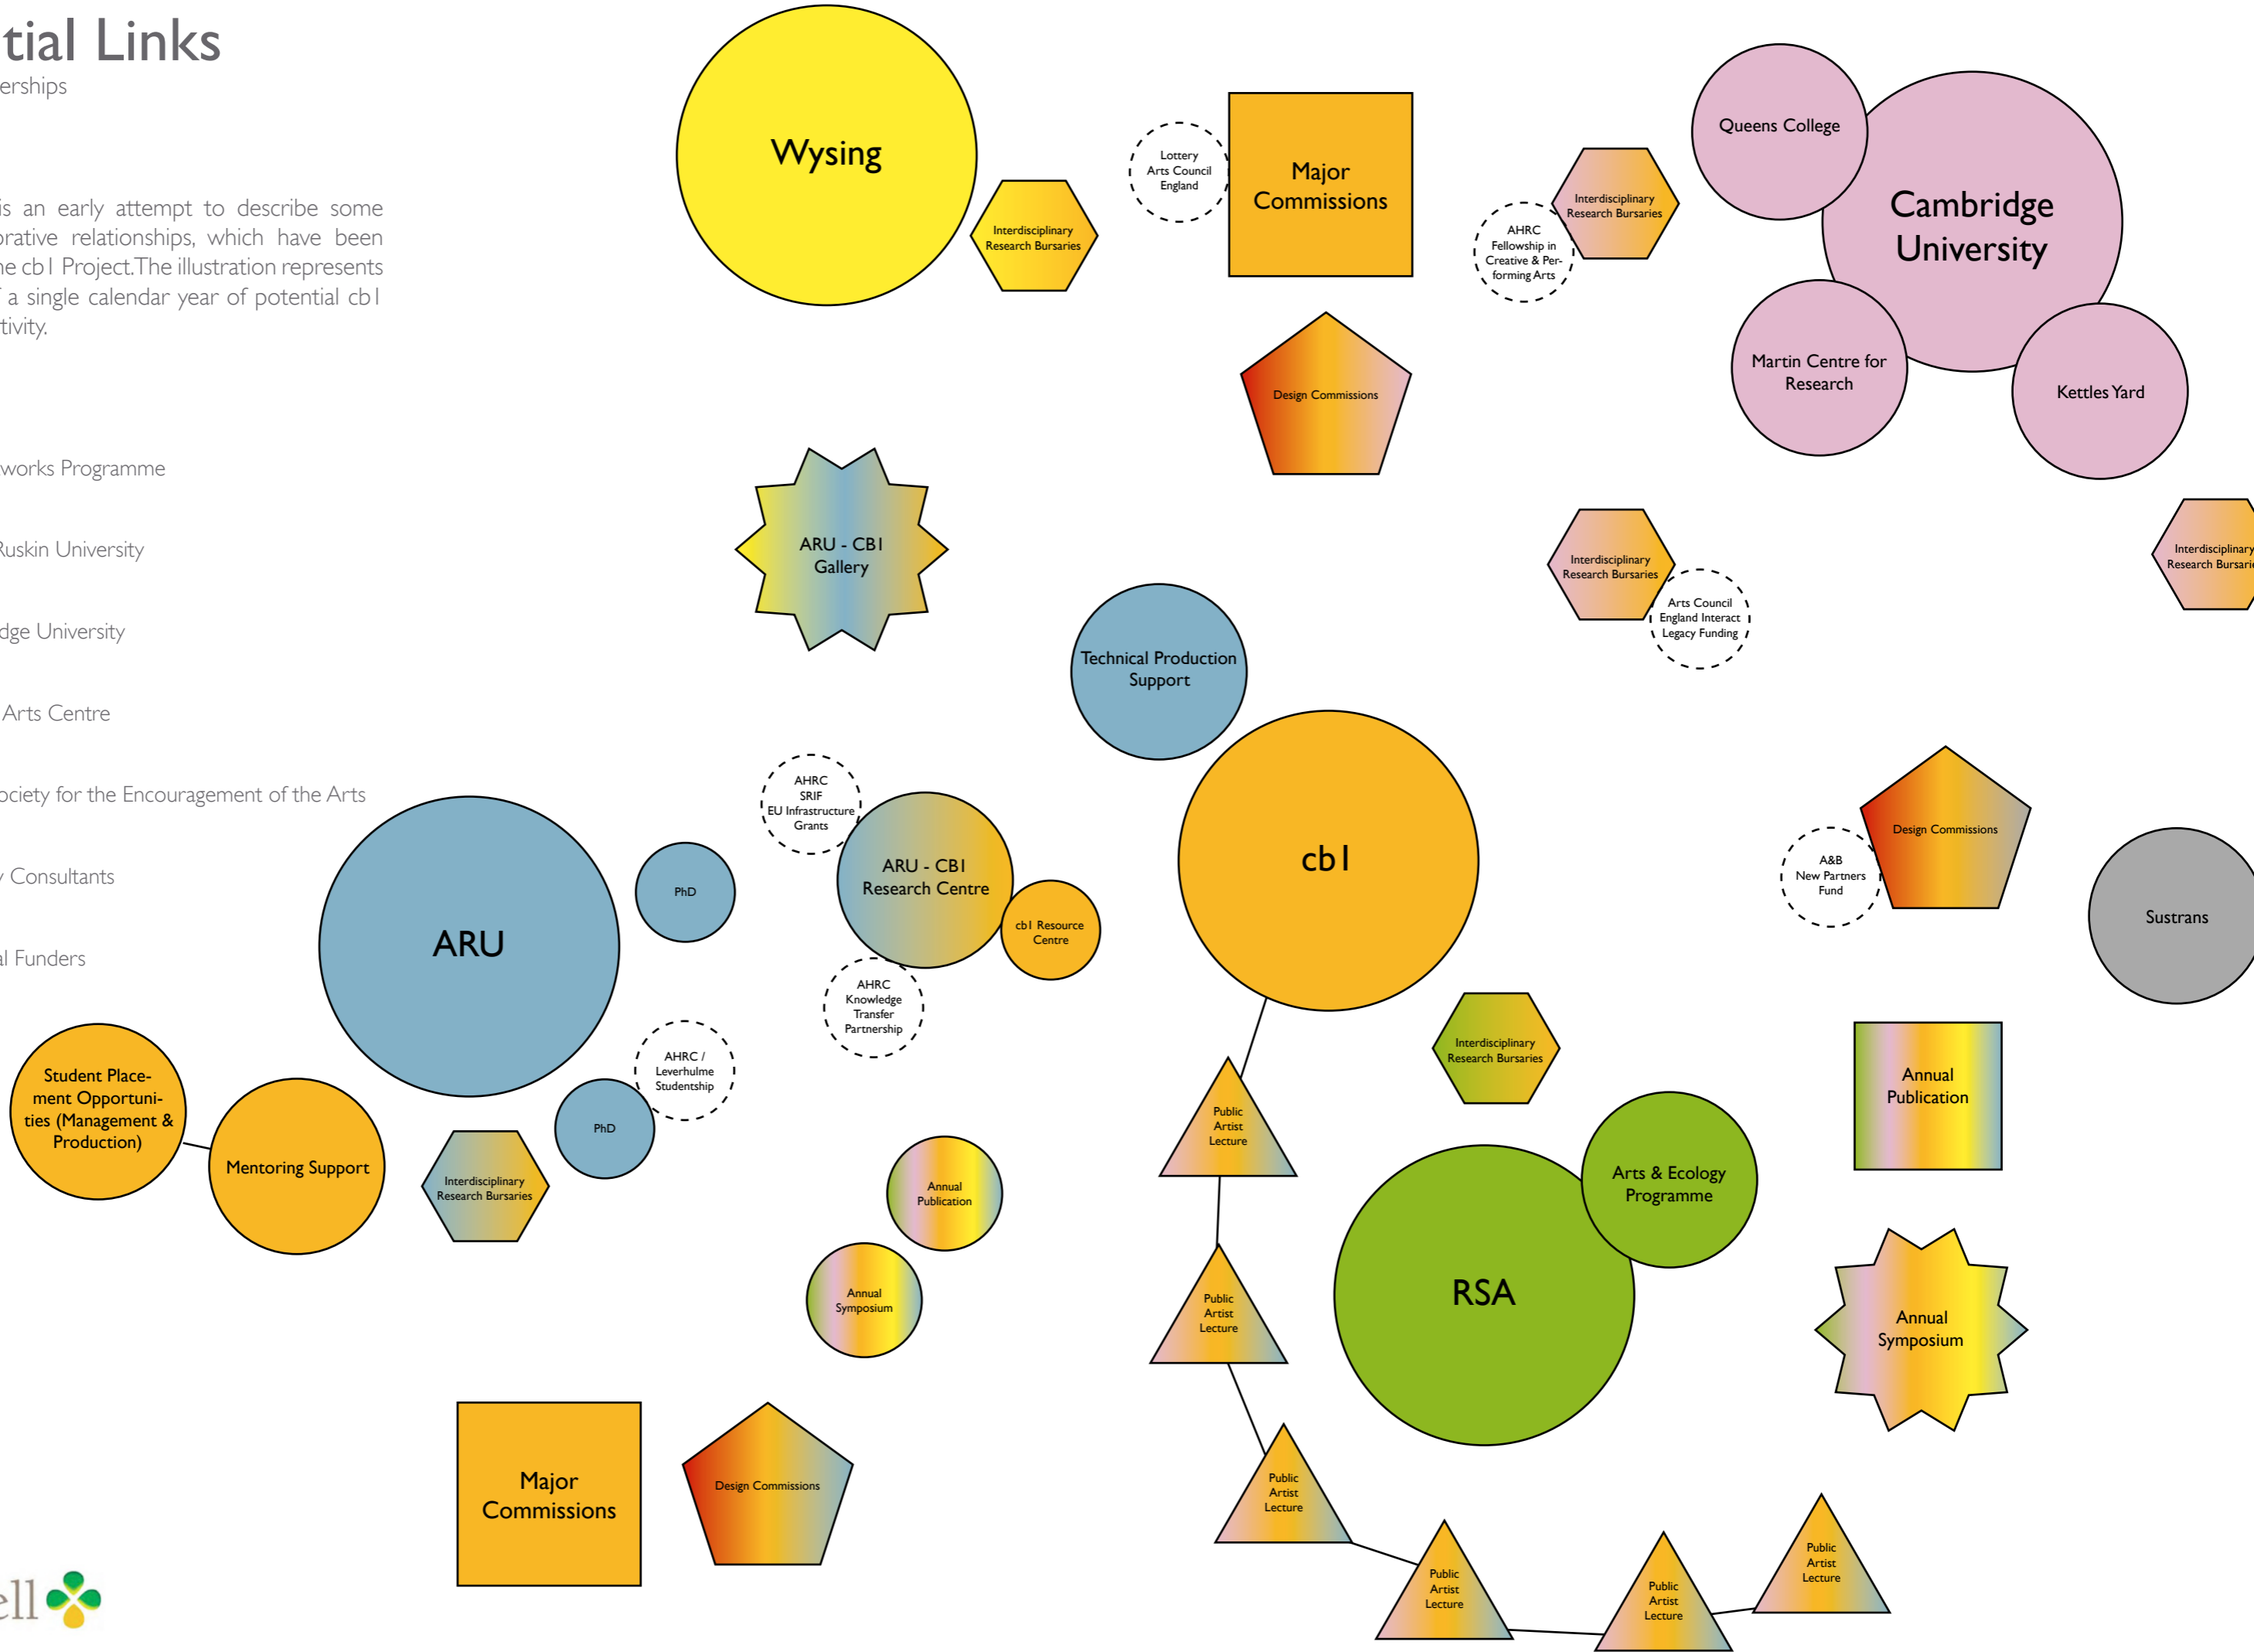 tial Links
erships
is an early attempt to describe some
orative relationships, which have been
ne cb1 Project. The illustration represents
a single calendar year of potential cb1
tivity.
works Programme
Ruskin University
dge University
Arts Centre
ociety for the Encouragement of the Arts
y Consultants
al Funders
Wysing
Interdisciplinary
Research Bursaries
Lottery
Arts Council
England
Major
Commissions
Design Commissions
AHRC
Fellowship in
Creative & Per-
forming Arts
Interdisciplinary
Research Bursaries
Queens College
Cambridge
University
Martin Centre for
Research
Kettles Yard
ARU - CB1
Gallery
Interdisciplinary
Research Bursaries
Arts Council
England Interact
Legacy Funding
Interdisciplinary
Research Bursarie
Technical Production
Support
cb1
AHRC
SRIF
EU Infrastructure
Grants
ARU - CB1
Research Centre
cb1 Resource
Centre
AHRC
Knowledge
Transfer
Partnership
ARU
PhD
AHRC /
Leverhulme
Studentship
PhD
Student Place-
ment Opportuni-
ties (Management &
Production)
Mentoring Support
Interdisciplinary
Research Bursaries
Annual
Publication
Annual
Symposium
Major
Commissions
Design Commissions
A&B
New Partners
Fund
Design Commissions
Sustrans
Interdisciplinary
Research Bursaries
Arts & Ecology
Programme
RSA
Annual
Publication
Annual
Symposium
Public
Artist
Lecture
Public
Artist
Lecture
Public
Artist
Lecture
Public
Artist
Lecture
Public
Artist
Lecture
Public
Artist
Lecture
ell